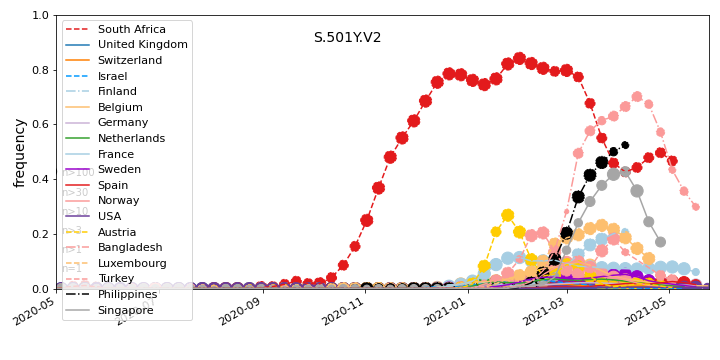 S.501Y.V2
frequency
1.0
0.8
0.6
0.4
0.2
0.0
South Africa
United Kingdom
Switzerland
Israel
Finland
Belgium
Germany
Netherlands
France
Sweden
Spain
Norway
USA
Austria
Bangladesh
Luxembourg
Turkey
Philippines
Singapore
n>100
n>30
n>10
n>3
n>1
n=1
2020-05
2020-09
2020-11
2021-01
2021-03
2021-05